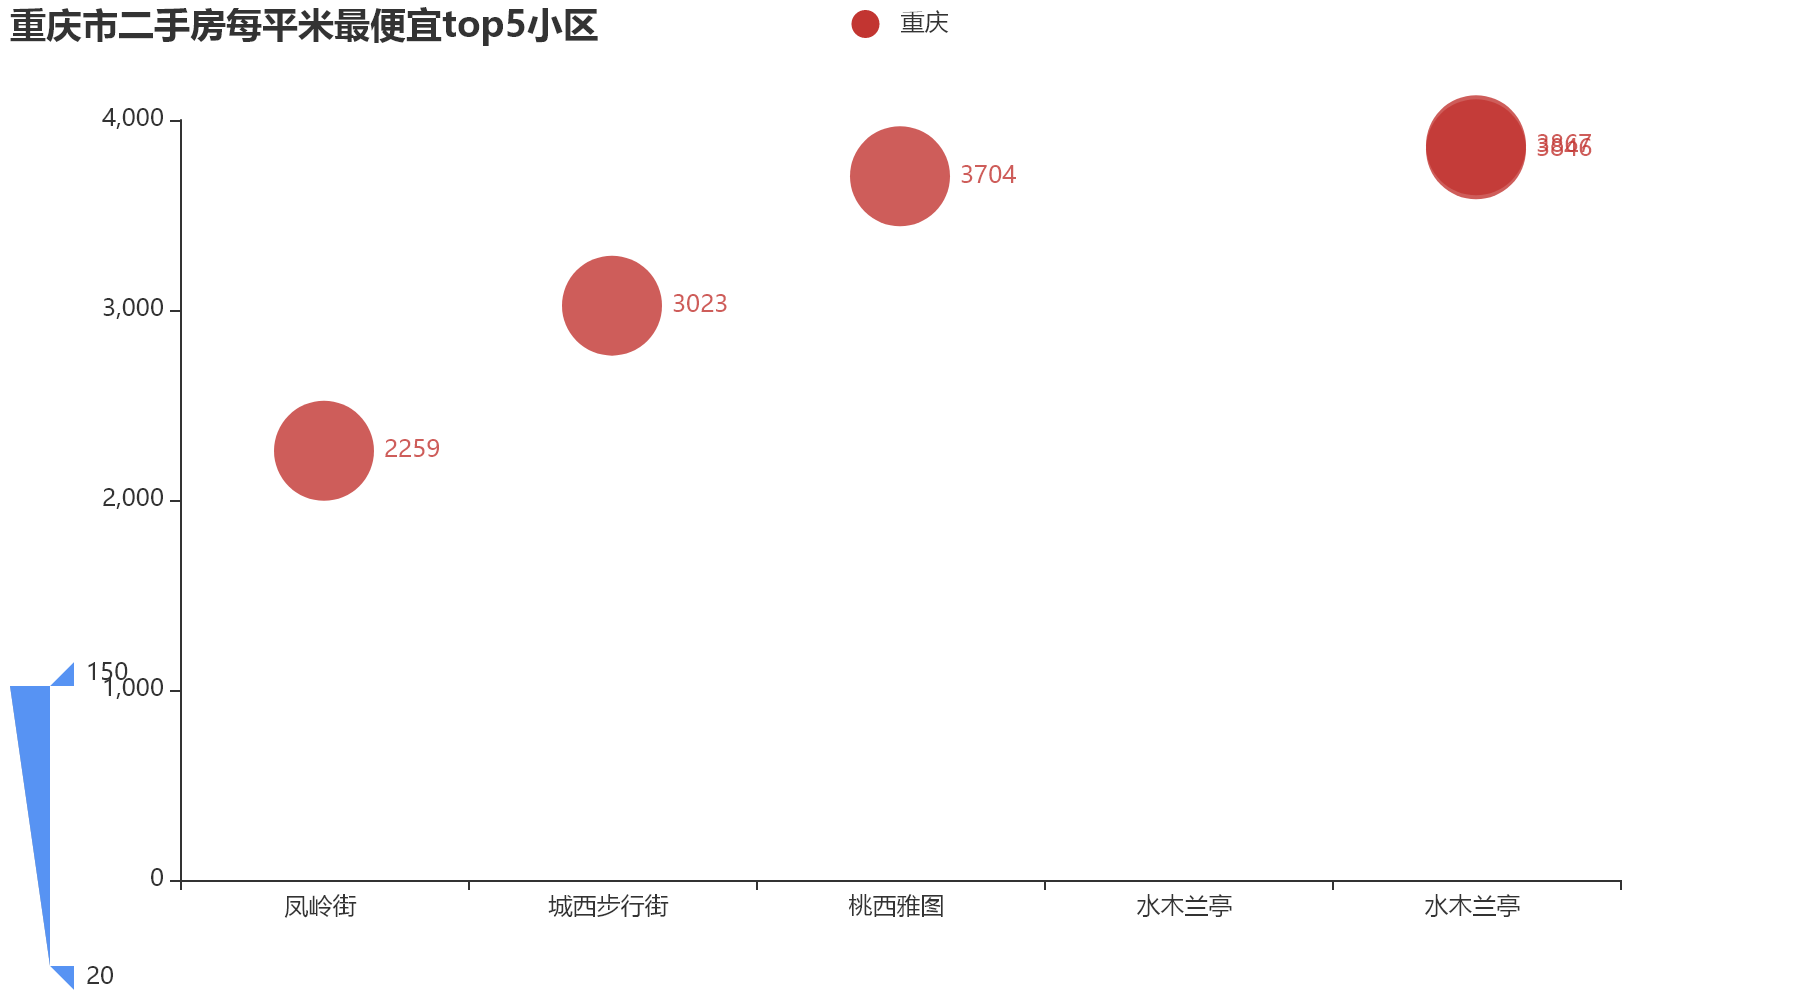 重庆市二手房每平米最便宜top5小区
重庆
4,000
3,000
2,000
1,000
0
3867
3846
3704
3023
2259
150
20
凤岭街
城西步行街
桃西雅图
水木兰亭
水木兰亭